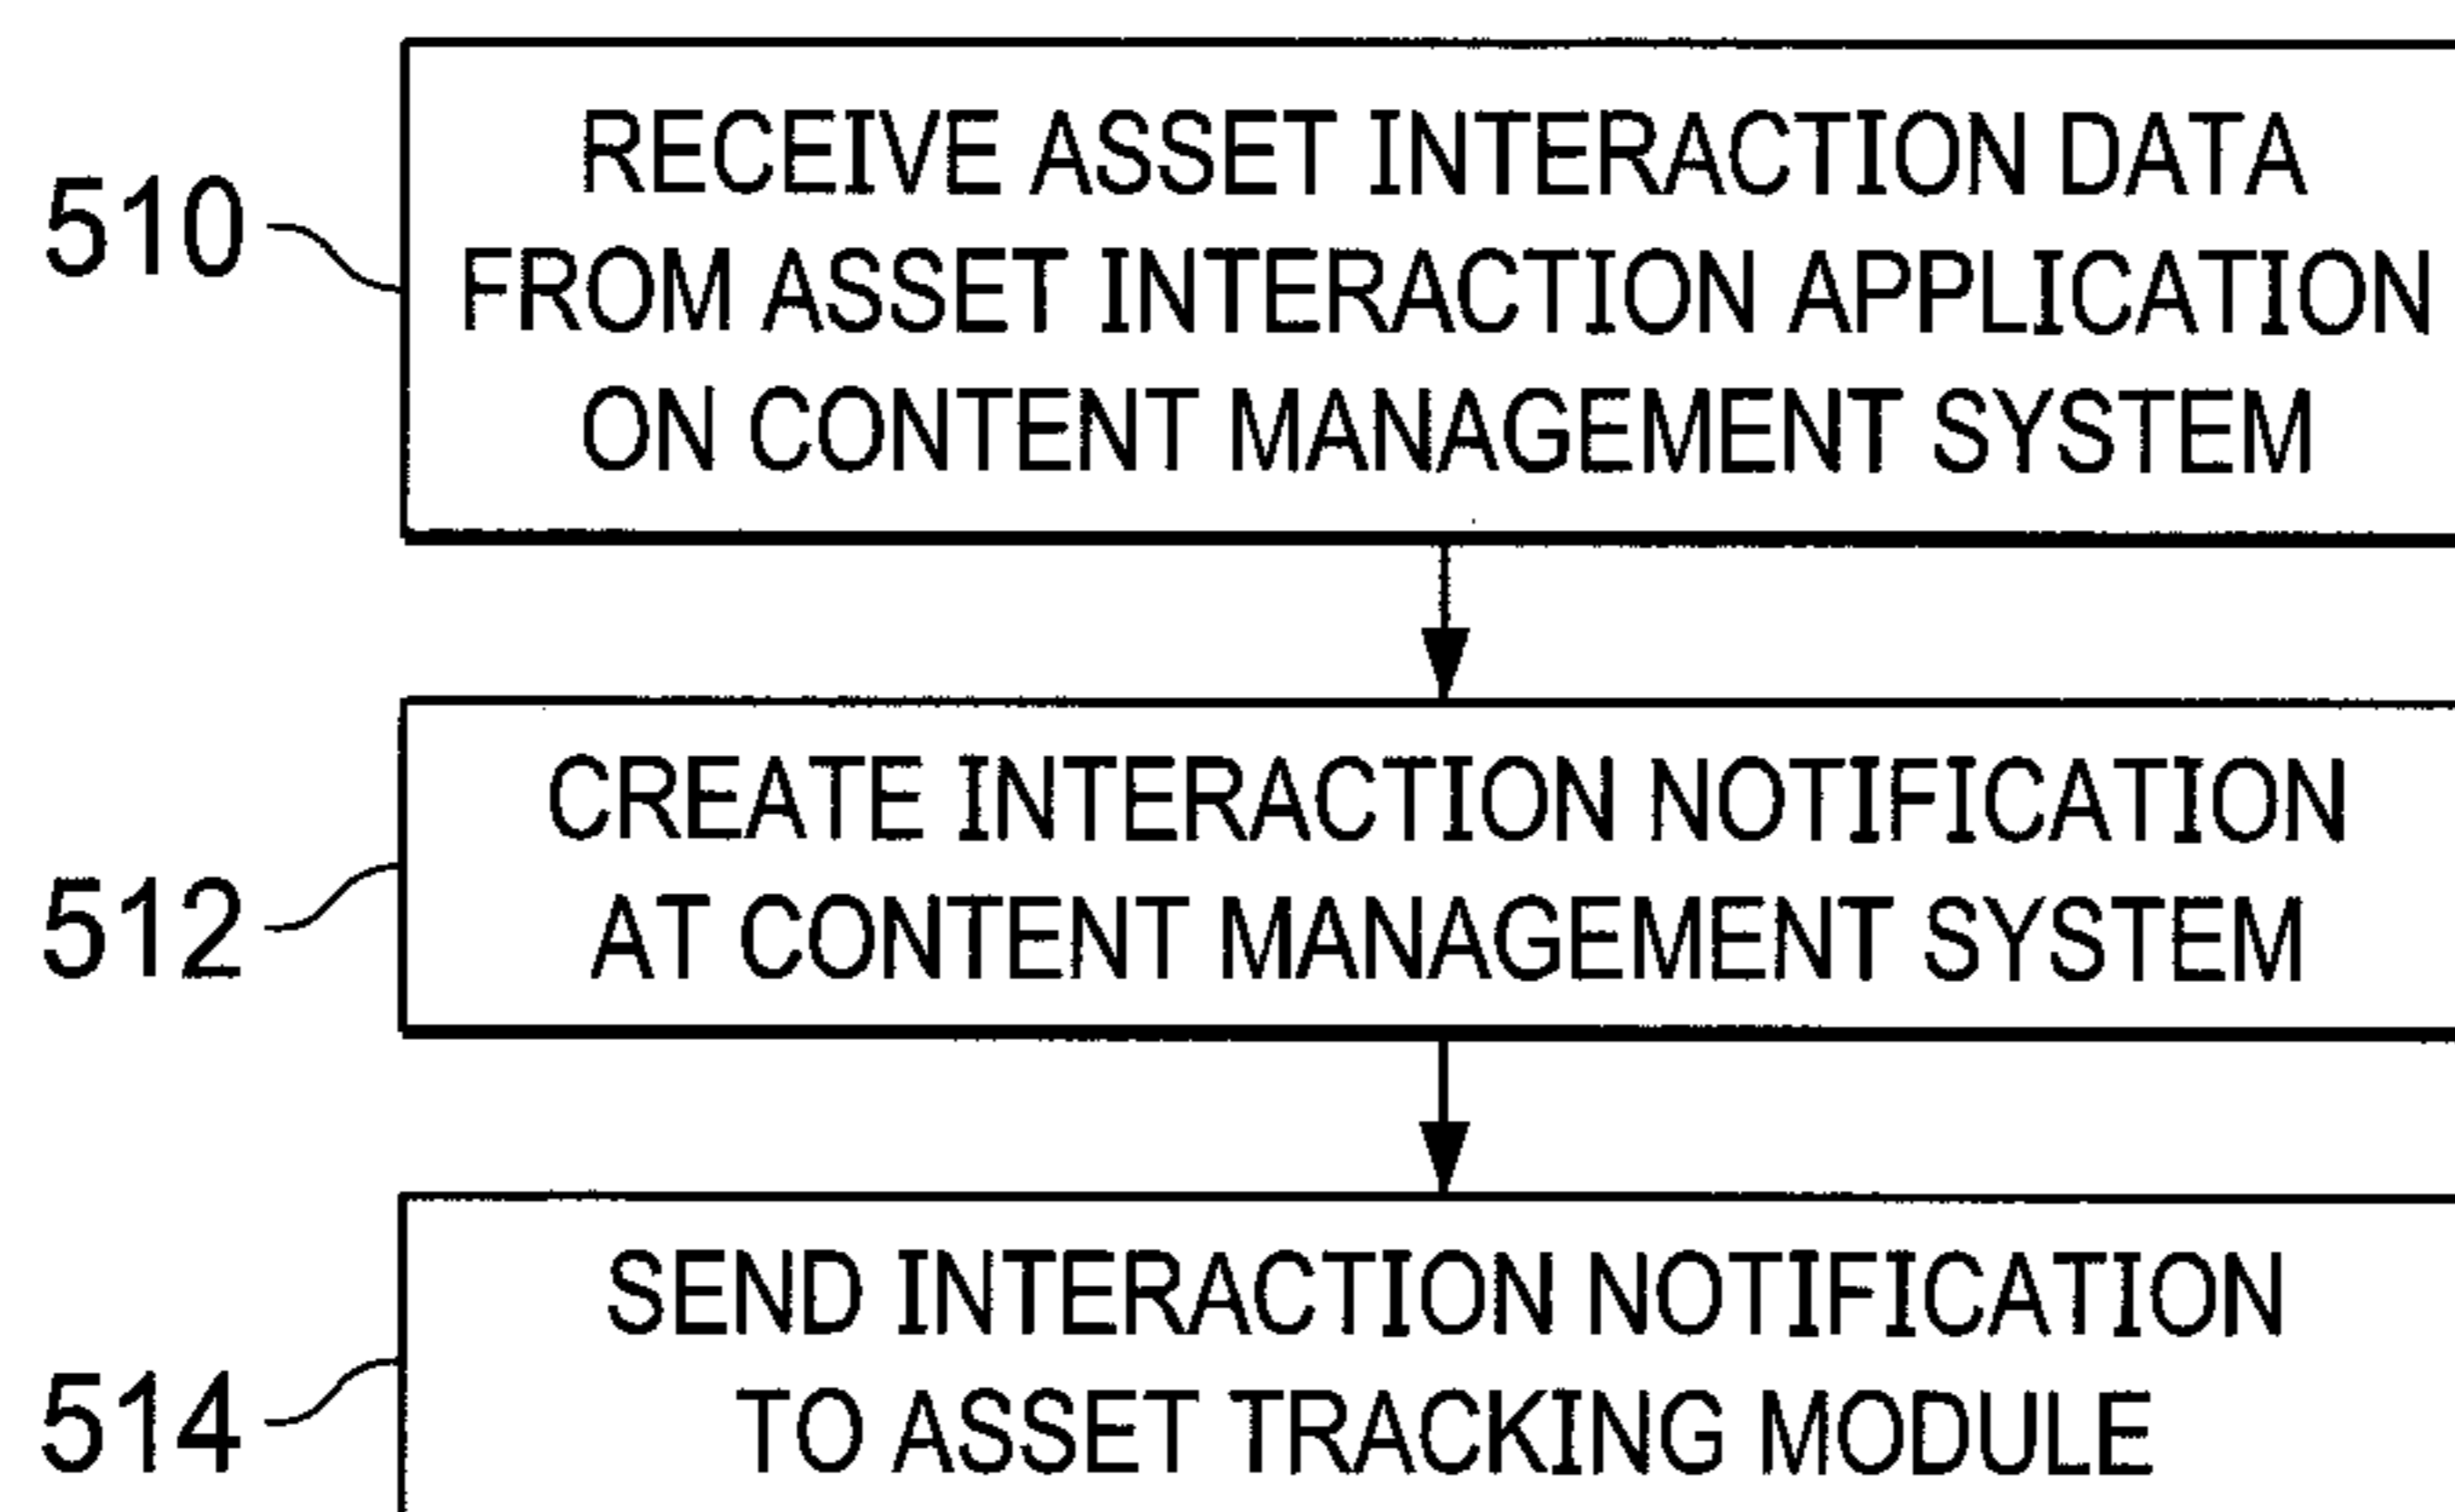 510
RECEIVE ASSET INTERACTION DATA
FROM ASSET INTERACTION APPLICATION
ON CONTENT MANAGEMENT SYSTEM
512
CREATE INTERACTION NOTIFICATION
AT CONTENT MANAGEMENT SYSTEM
514
SEND INTERACTION NOTIFICATION
TO ASSET TRACKING MODULE